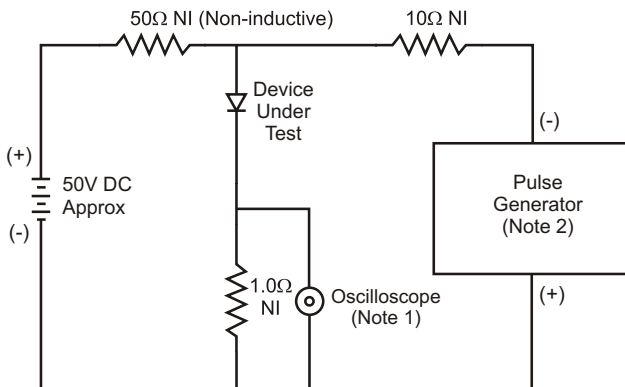 50Ω NI (Non-inductive)
10Ω NI
Device
Under
Test
(-)
(+)
50V DC
Approx
(-)
Pulse
Generator
(Note 2)
1.0Ω
NI
Oscilloscope
(Note 1)
(+)